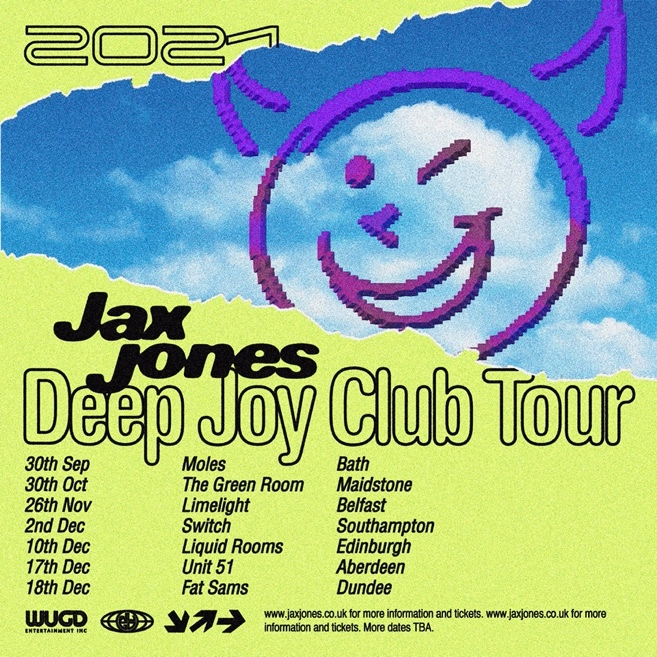 2021
Jax
jones
Deep Joy Club Tour
30th Sep Moles Bath
30th Oct The Green Room Maidstone
26th Nov Limelight Belfast
2nd Dec Switch Southampton
10th Dec Liquid Rooms Edinburgh
17th Dec Unit 51 Aberdeen
18th Dec Fat Sams Dundee
WUGD
ENTERTAINMENT INC
www.jaxjones.co.uk for more information and tickets. www.jaxjones.co.uk for more
information and tickets. More dates TBA.